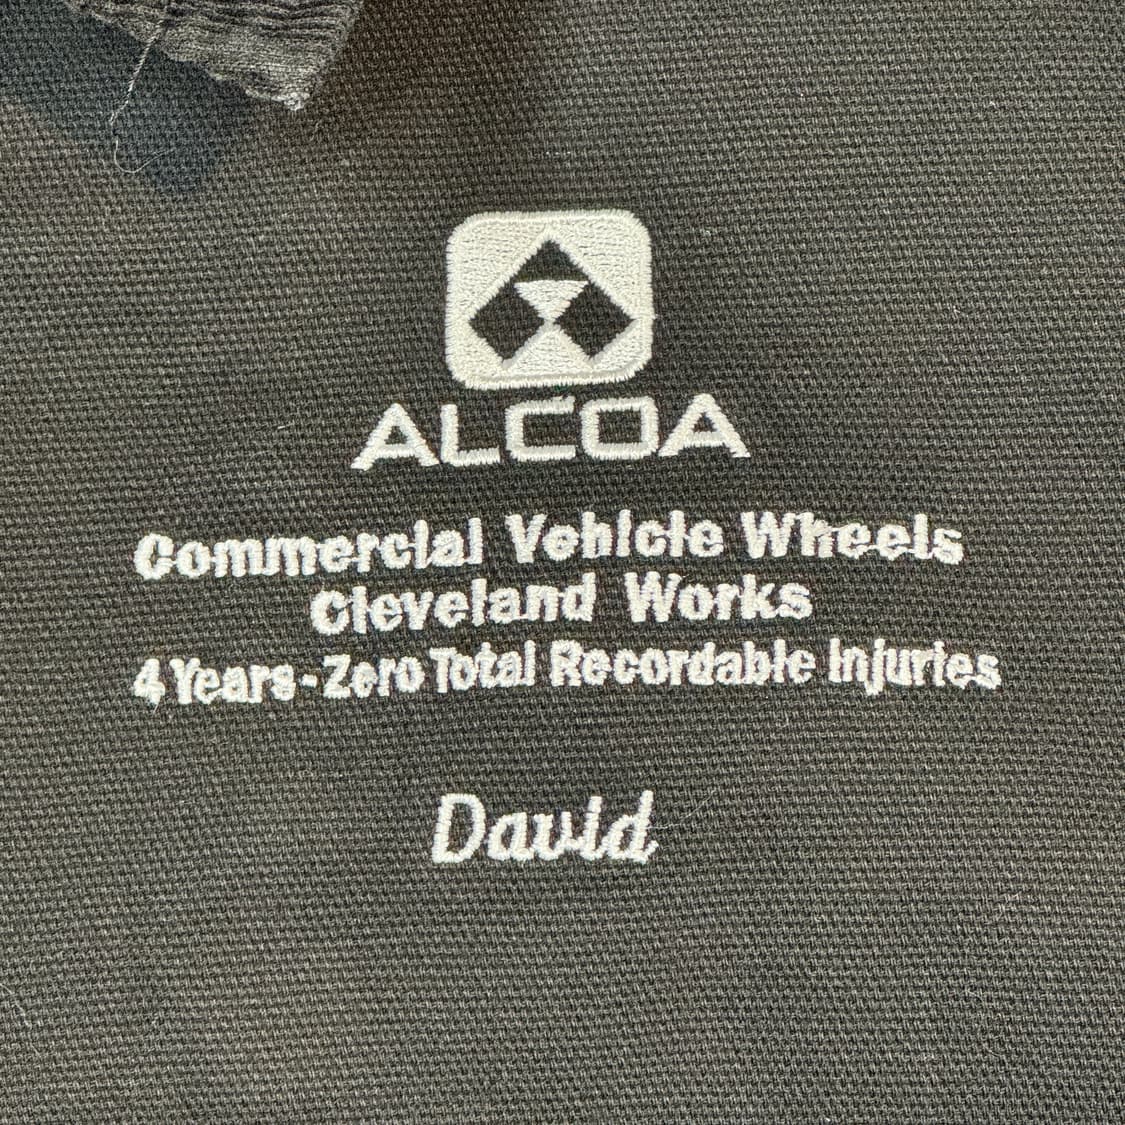 ALCOA
Commercial Vehicle Wheels
Cleveland Works
4 Years-Zero Total Recordable Injuries
David